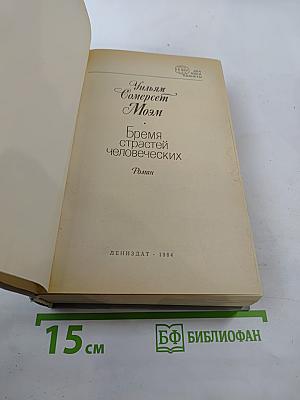 Уильям
Сомерсет
Моэм
Бремя
страстей
человеческих
Роман
ЛЕНИЗДАТ · 1984
15 см
БФ БИБЛИОФАН